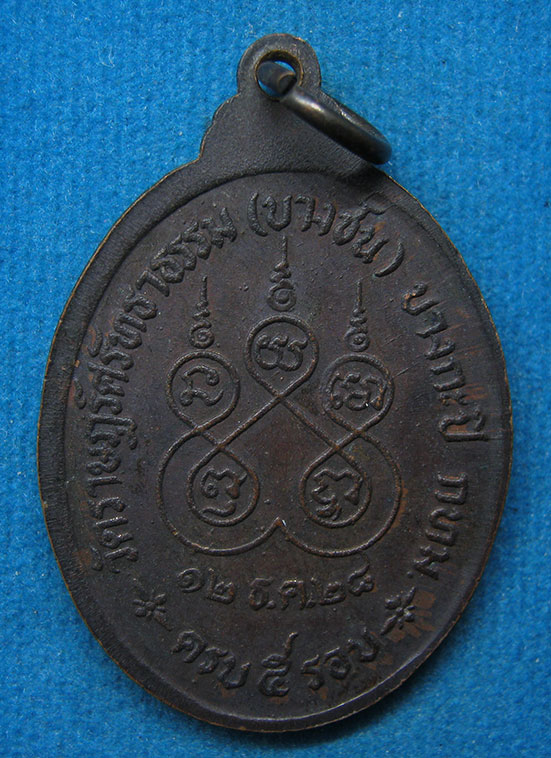 วัดราษฎร์ศรัทธาธรรม (บางชัน) บางกะปิ กทม.
๑๒ ธ.ค.๒๘
ครบ ๕ รอบ